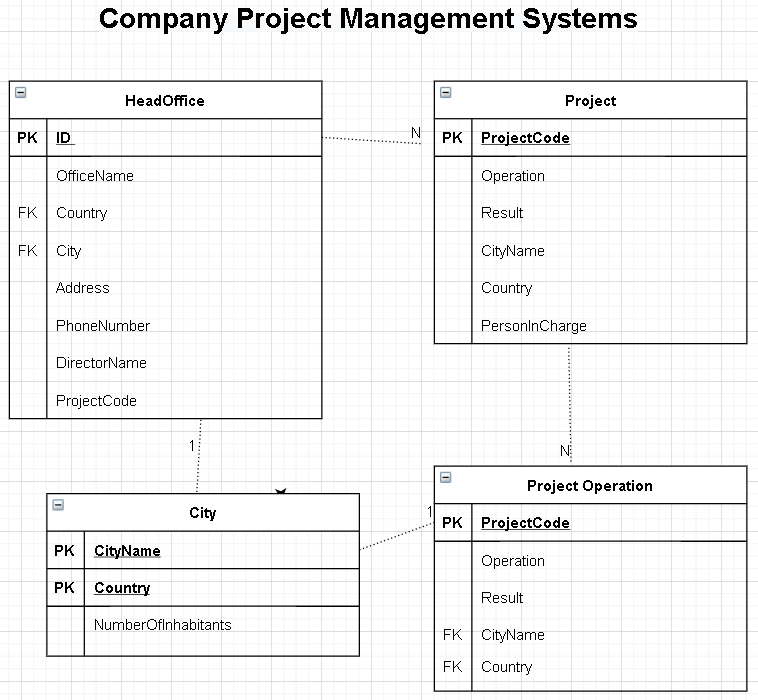 Company Project Management Systems
HeadOffice
PK ID
OfficeName
FK Country
FK City
Address
PhoneNumber
DirectorName
ProjectCode
N
Project
PK ProjectCode
Operation
Result
CityName
Country
PersonInCharge
1
N
City
PK CityName
PK Country
NumberOfInhabitants
1
Project Operation
PK ProjectCode
Operation
Result
FK CityName
FK Country